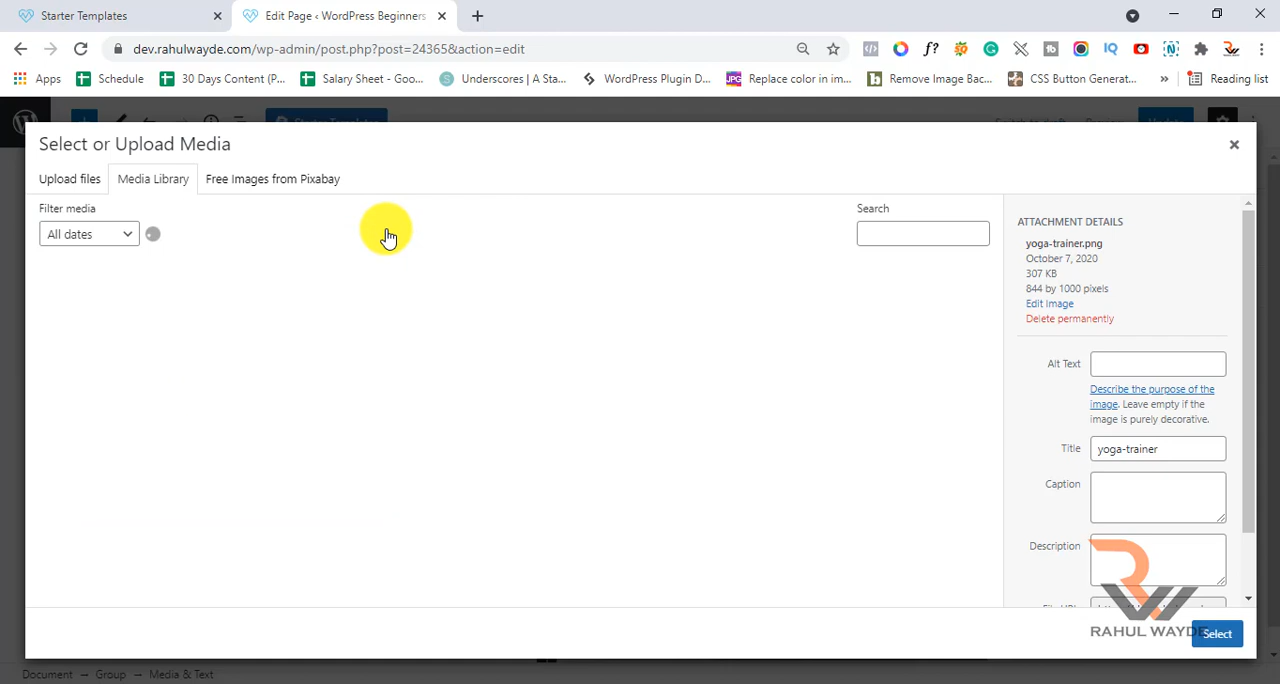 Starter Templates
Edit Page ‹ WordPress Beginners
dev.rahulwayde.com/wp-admin/post.php?post=24365&action=edit
Apps
Schedule
30 Days Content (P...
Salary Sheet - Goo...
Underscores | A Sta...
WordPress Plugin D...
JPG
Replace color in im...
Remove Image Bac...
CSS Button Generat...
»
Reading list
Select or Upload Media
Upload files
Media Library
Free Images from Pixabay
Filter media
All dates
Search
ATTACHMENT DETAILS
yoga-trainer.png
October 7, 2020
307 KB
844 by 1000 pixels
Edit Image
Delete permanently
Alt Text
Describe the purpose of the
image. Leave empty if the
image is purely decorative.
Title
yoga-trainer
Caption
Description
RAHUL WAYDE
Select
Document → Group → Media & Text